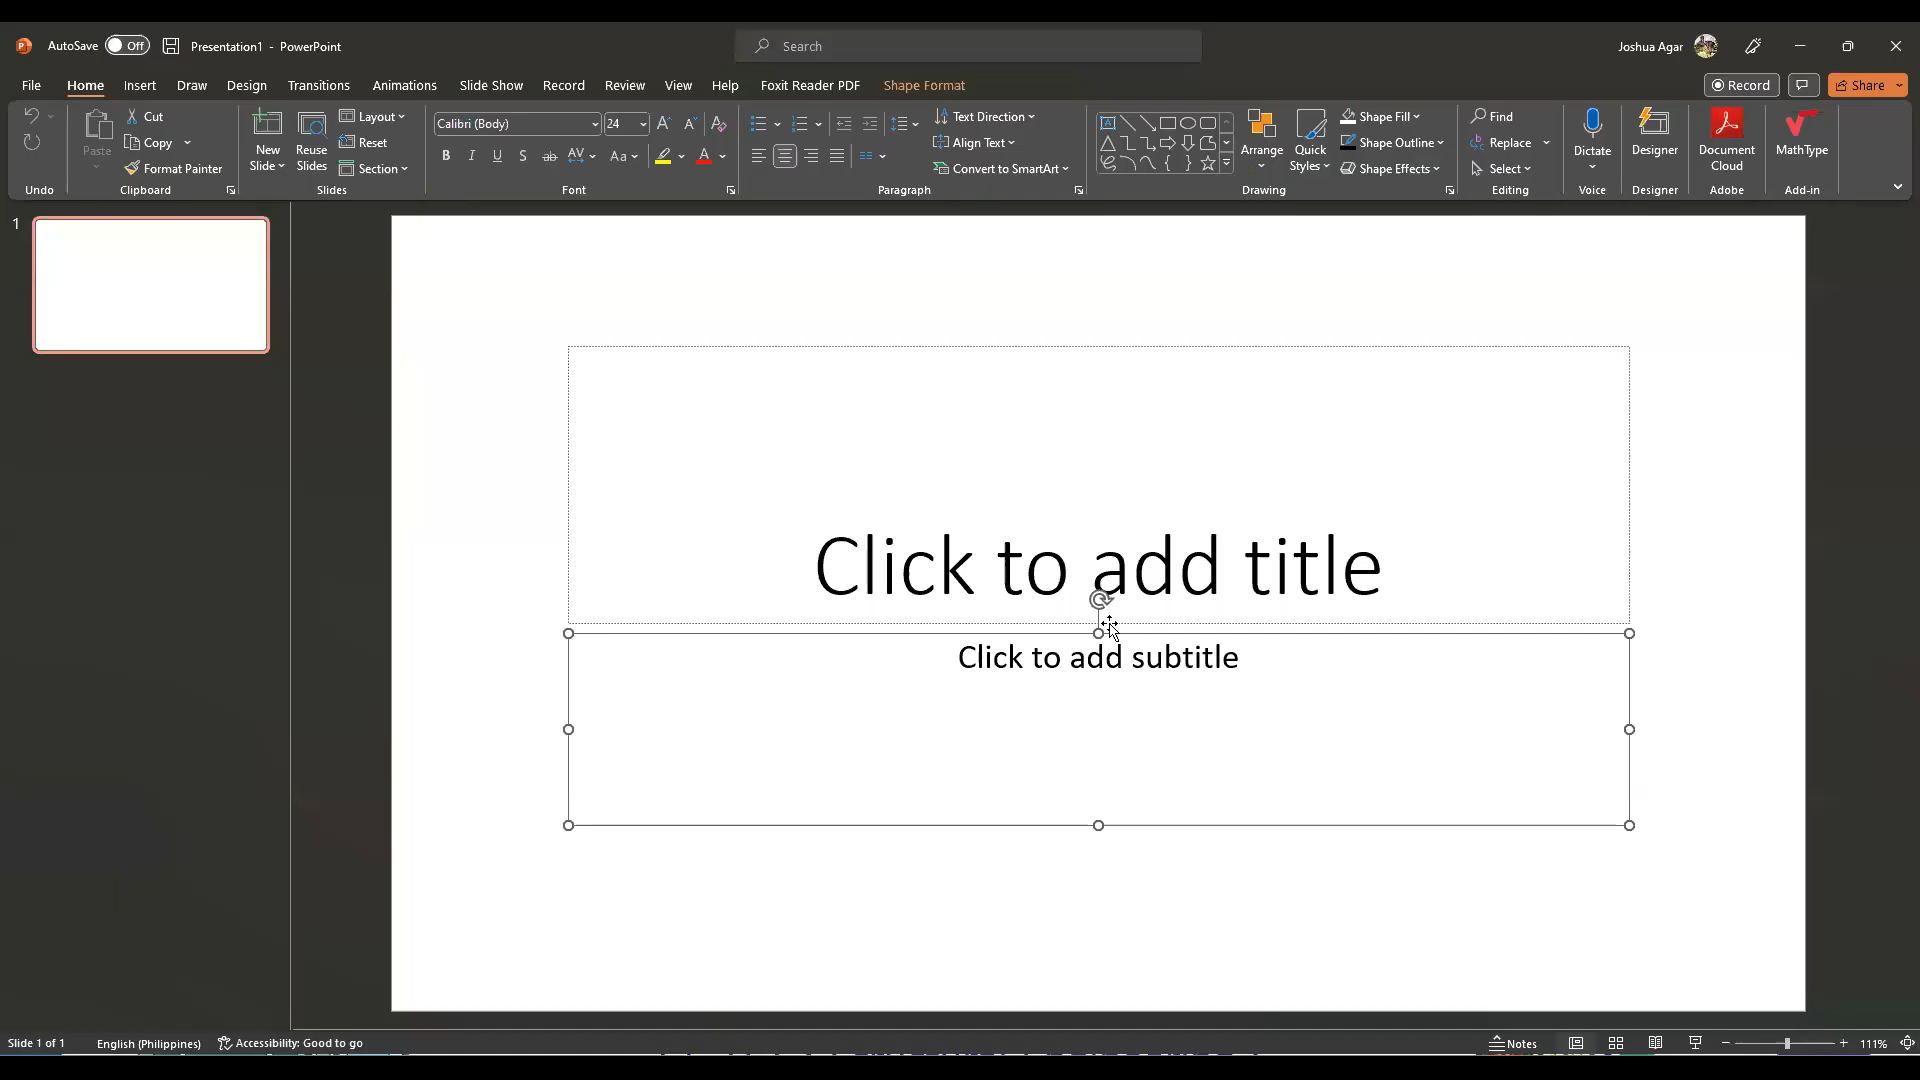 AutoSave Off Presentation1 - PowerPoint Search Joshua Agar
File Home Insert Draw Design Transitions Animations Slide Show Record Review View Help Foxit Reader PDF Shape Format Record Share
Paste Cut Copy Format Painter
New Slide Reuse Slides Layout Reset Section
Calibri (Body) 24
B I U S ab AV Aa A
Text Direction
Align Text
Convert to SmartArt
Arrange Quick Styles Shape Fill Shape Outline Shape Effects
Find
Replace
Select
Dictate Designer Document Cloud MathType
Undo Clipboard Slides Font Paragraph Drawing Editing Voice Designer Adobe Add-in
1
Click to add title
Click to add subtitle
Slide 1 of 1 English (Philippines) Accessibility: Good to go Notes 111%